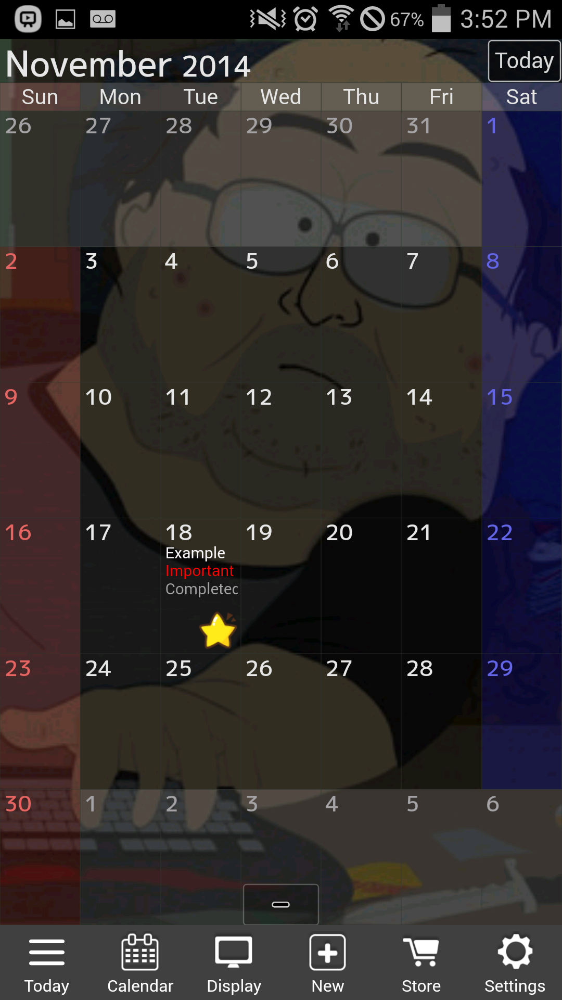 67% 3:52 PM
November 2014 Today
Sun Mon Tue Wed Thu Fri Sat
26 27 28 29 30 31 1
2 3 4 5 6 7 8
9 10 11 12 13 14 15
16 17 18 19 20 21 22
Example
Important
Completed
23 24 25 26 27 28 29
30 1 2 3 4 5 6
Today Calendar Display New Store Settings